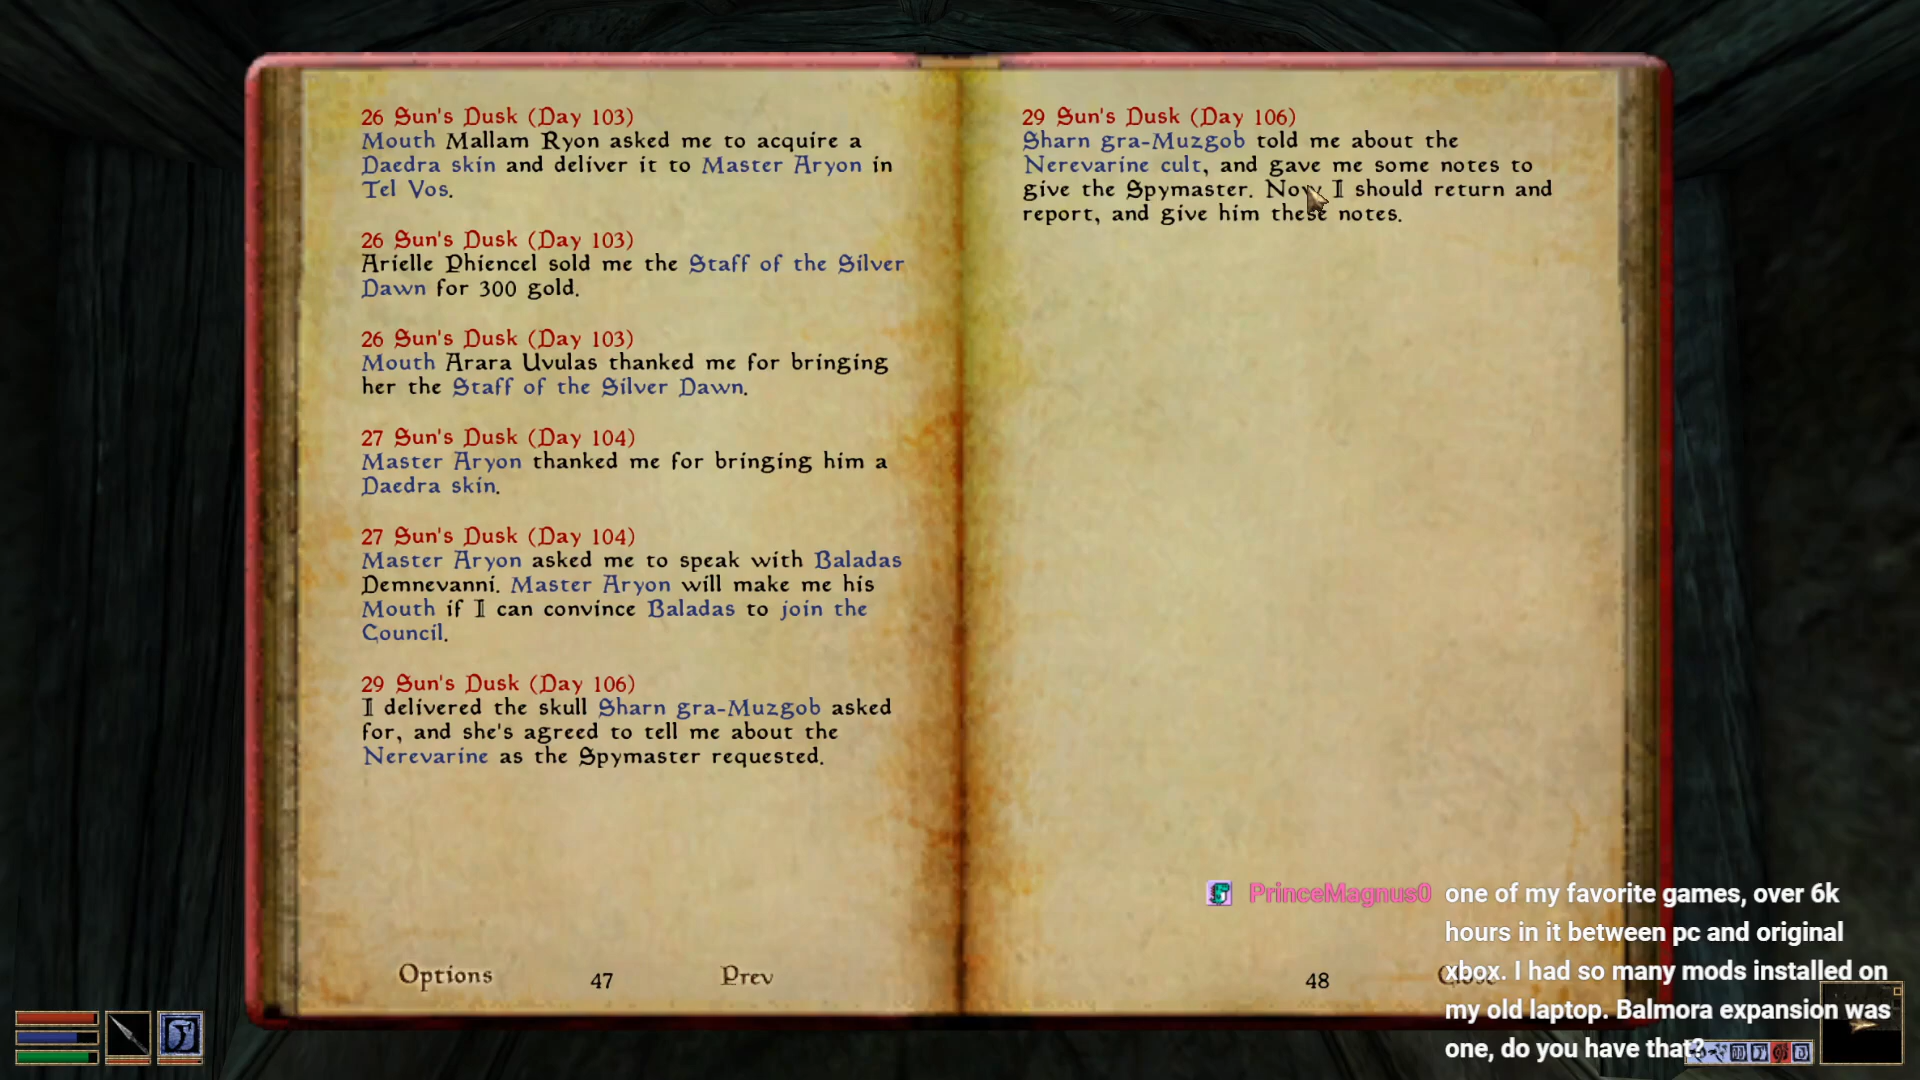 26 Sun's Dusk (Day 103)
Mouth Mallam Ryon asked me to acquire a
Daedra skin and deliver it to Master Aryon in
Tel Vos.
26 Sun's Dusk (Day 103)
Arielle Phiencel sold me the Staff of the Silver
Dawn for 300 gold.
26 Sun's Dusk (Day 103)
Mouth Arara Uvulas thanked me for bringing
her the Staff of the Silver Dawn.
27 Sun's Dusk (Day 104)
Master Aryon thanked me for bringing him a
Daedra skin.
27 Sun's Dusk (Day 104)
Master Aryon asked me to speak with Baladas
Demnevanni. Master Aryon will make me his
Mouth if I can convince Baladas to join the
Council.
29 Sun's Dusk (Day 106)
I delivered the skull Sharn gra-Muzgob asked
for, and she's agreed to tell me about the
Nerevarine as the Spymaster requested.
Options 47 Prev
29 Sun's Dusk (Day 106)
Sharn gra-Muzgob told me about the
Nerevarine cult, and gave me some notes to
give the Spymaster. Now I should return and
report, and give him these notes.
48 Close
PrinceMagnus0 one of my favorite games, over 6k
hours in it between pc and original
xbox. I had so many mods installed on
my old laptop. Balmora expansion was
one, do you have that?